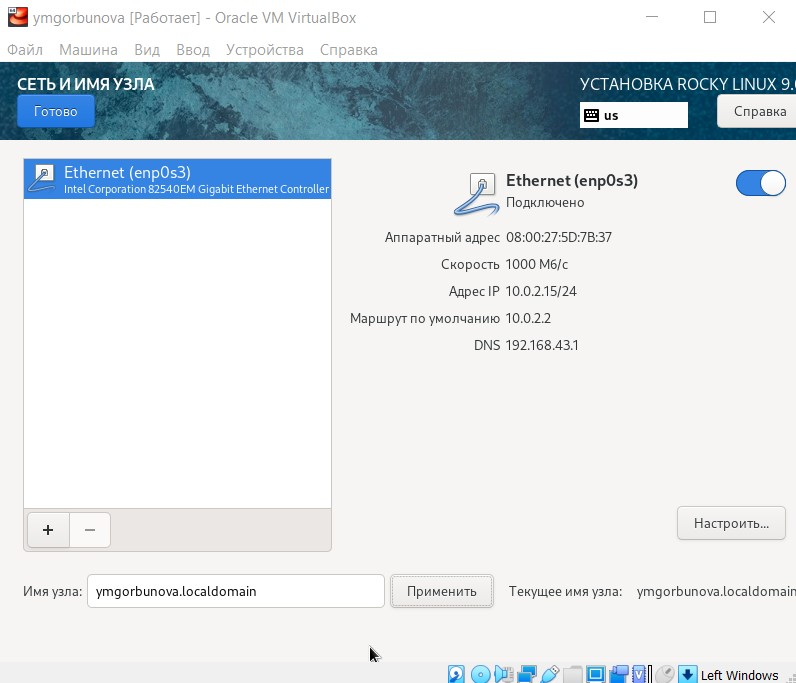 ymgorbunova [Работает] - Oracle VM VirtualBox
Файл Машина Вид Ввод Устройства Справка
СЕТЬ И ИМЯ УЗЛА
УСТАНОВКА ROCKY LINUX 9.
Готово
us
Справка
Ethernet (enp0s3)
Intel Corporation 82540EM Gigabit Ethernet Controller
Ethernet (enp0s3)
Подключено
Аппаратный адрес 08:00:27:5D:7B:37
Скорость 1000 Мб/с
Адрес IP 10.0.2.15/24
Маршрут по умолчанию 10.0.2.2
DNS 192.168.43.1
+ −
Настроить...
Имя узла: ymgorbunova.localdomain Применить Текущее имя узла: ymgorbunova.localdomain
Left Windows